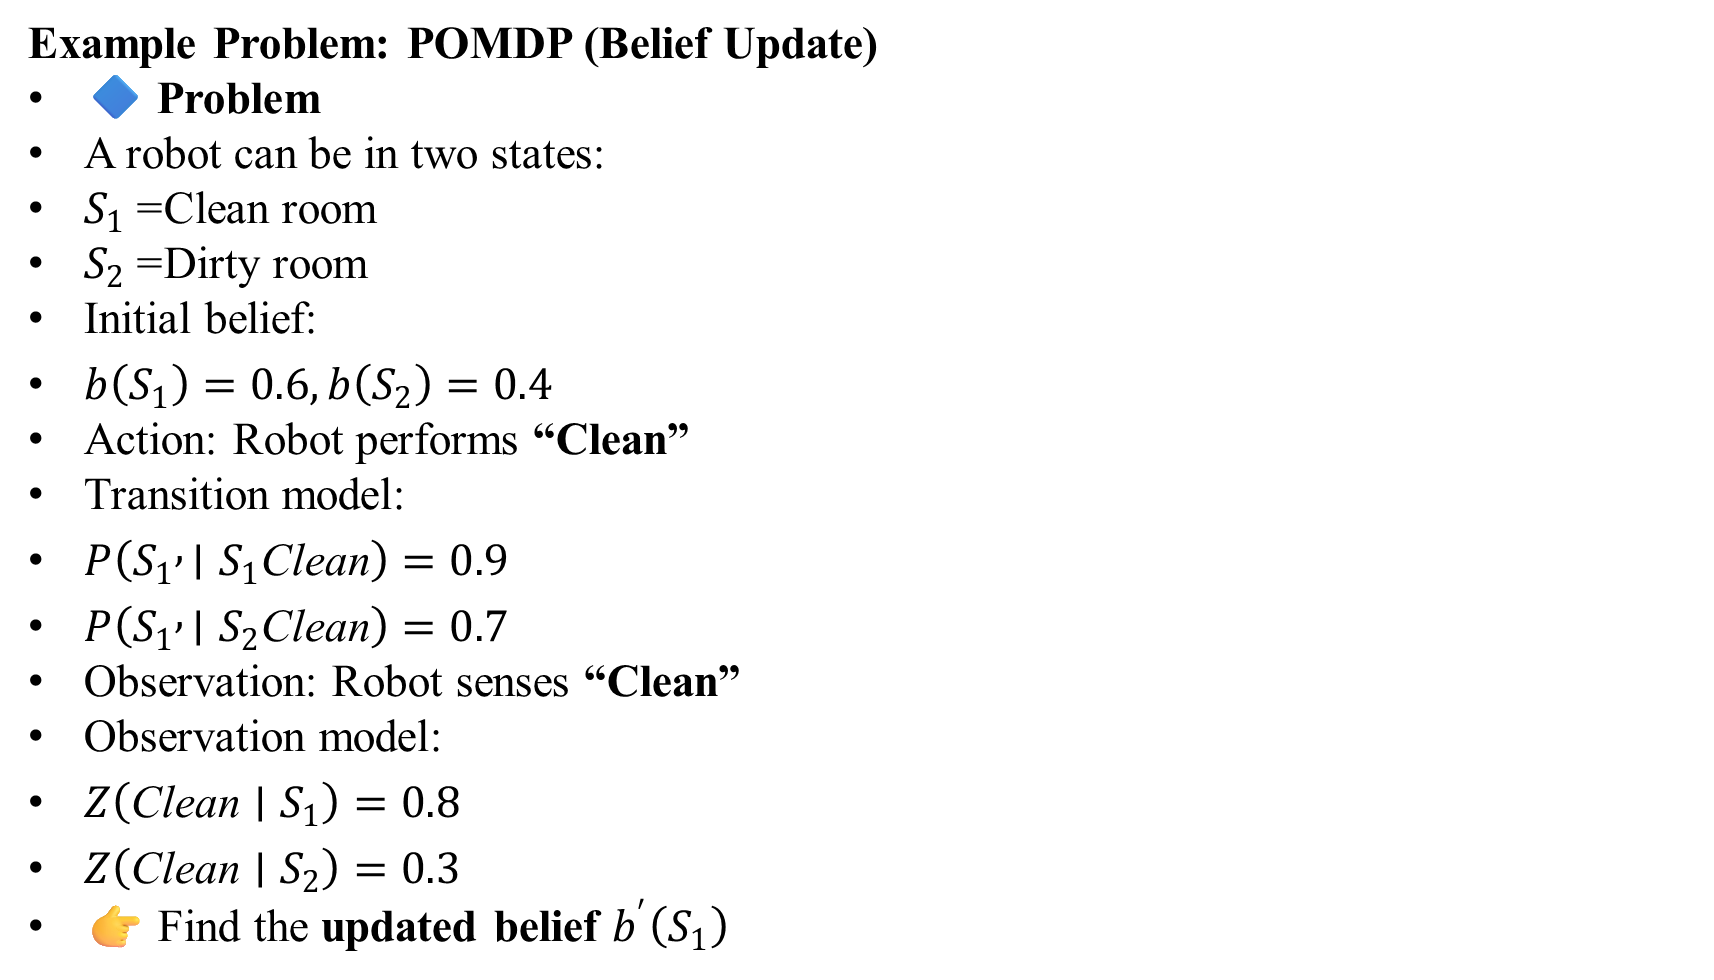 Example Problem: POMDP (Belief Update)
• 🔷 Problem
• A robot can be in two states:
• S₁ =Clean room
• S₂ =Dirty room
• Initial belief:
• b(S₁) = 0.6, b(S₂) = 0.4
• Action: Robot performs “Clean”
• Transition model:
• P(S₁′ ∣ S₁Clean) = 0.9
• P(S₁′ ∣ S₂Clean) = 0.7
• Observation: Robot senses “Clean”
• Observation model:
• Z(Clean ∣ S₁) = 0.8
• Z(Clean ∣ S₂) = 0.3
• 👉 Find the updated belief b′(S₁)